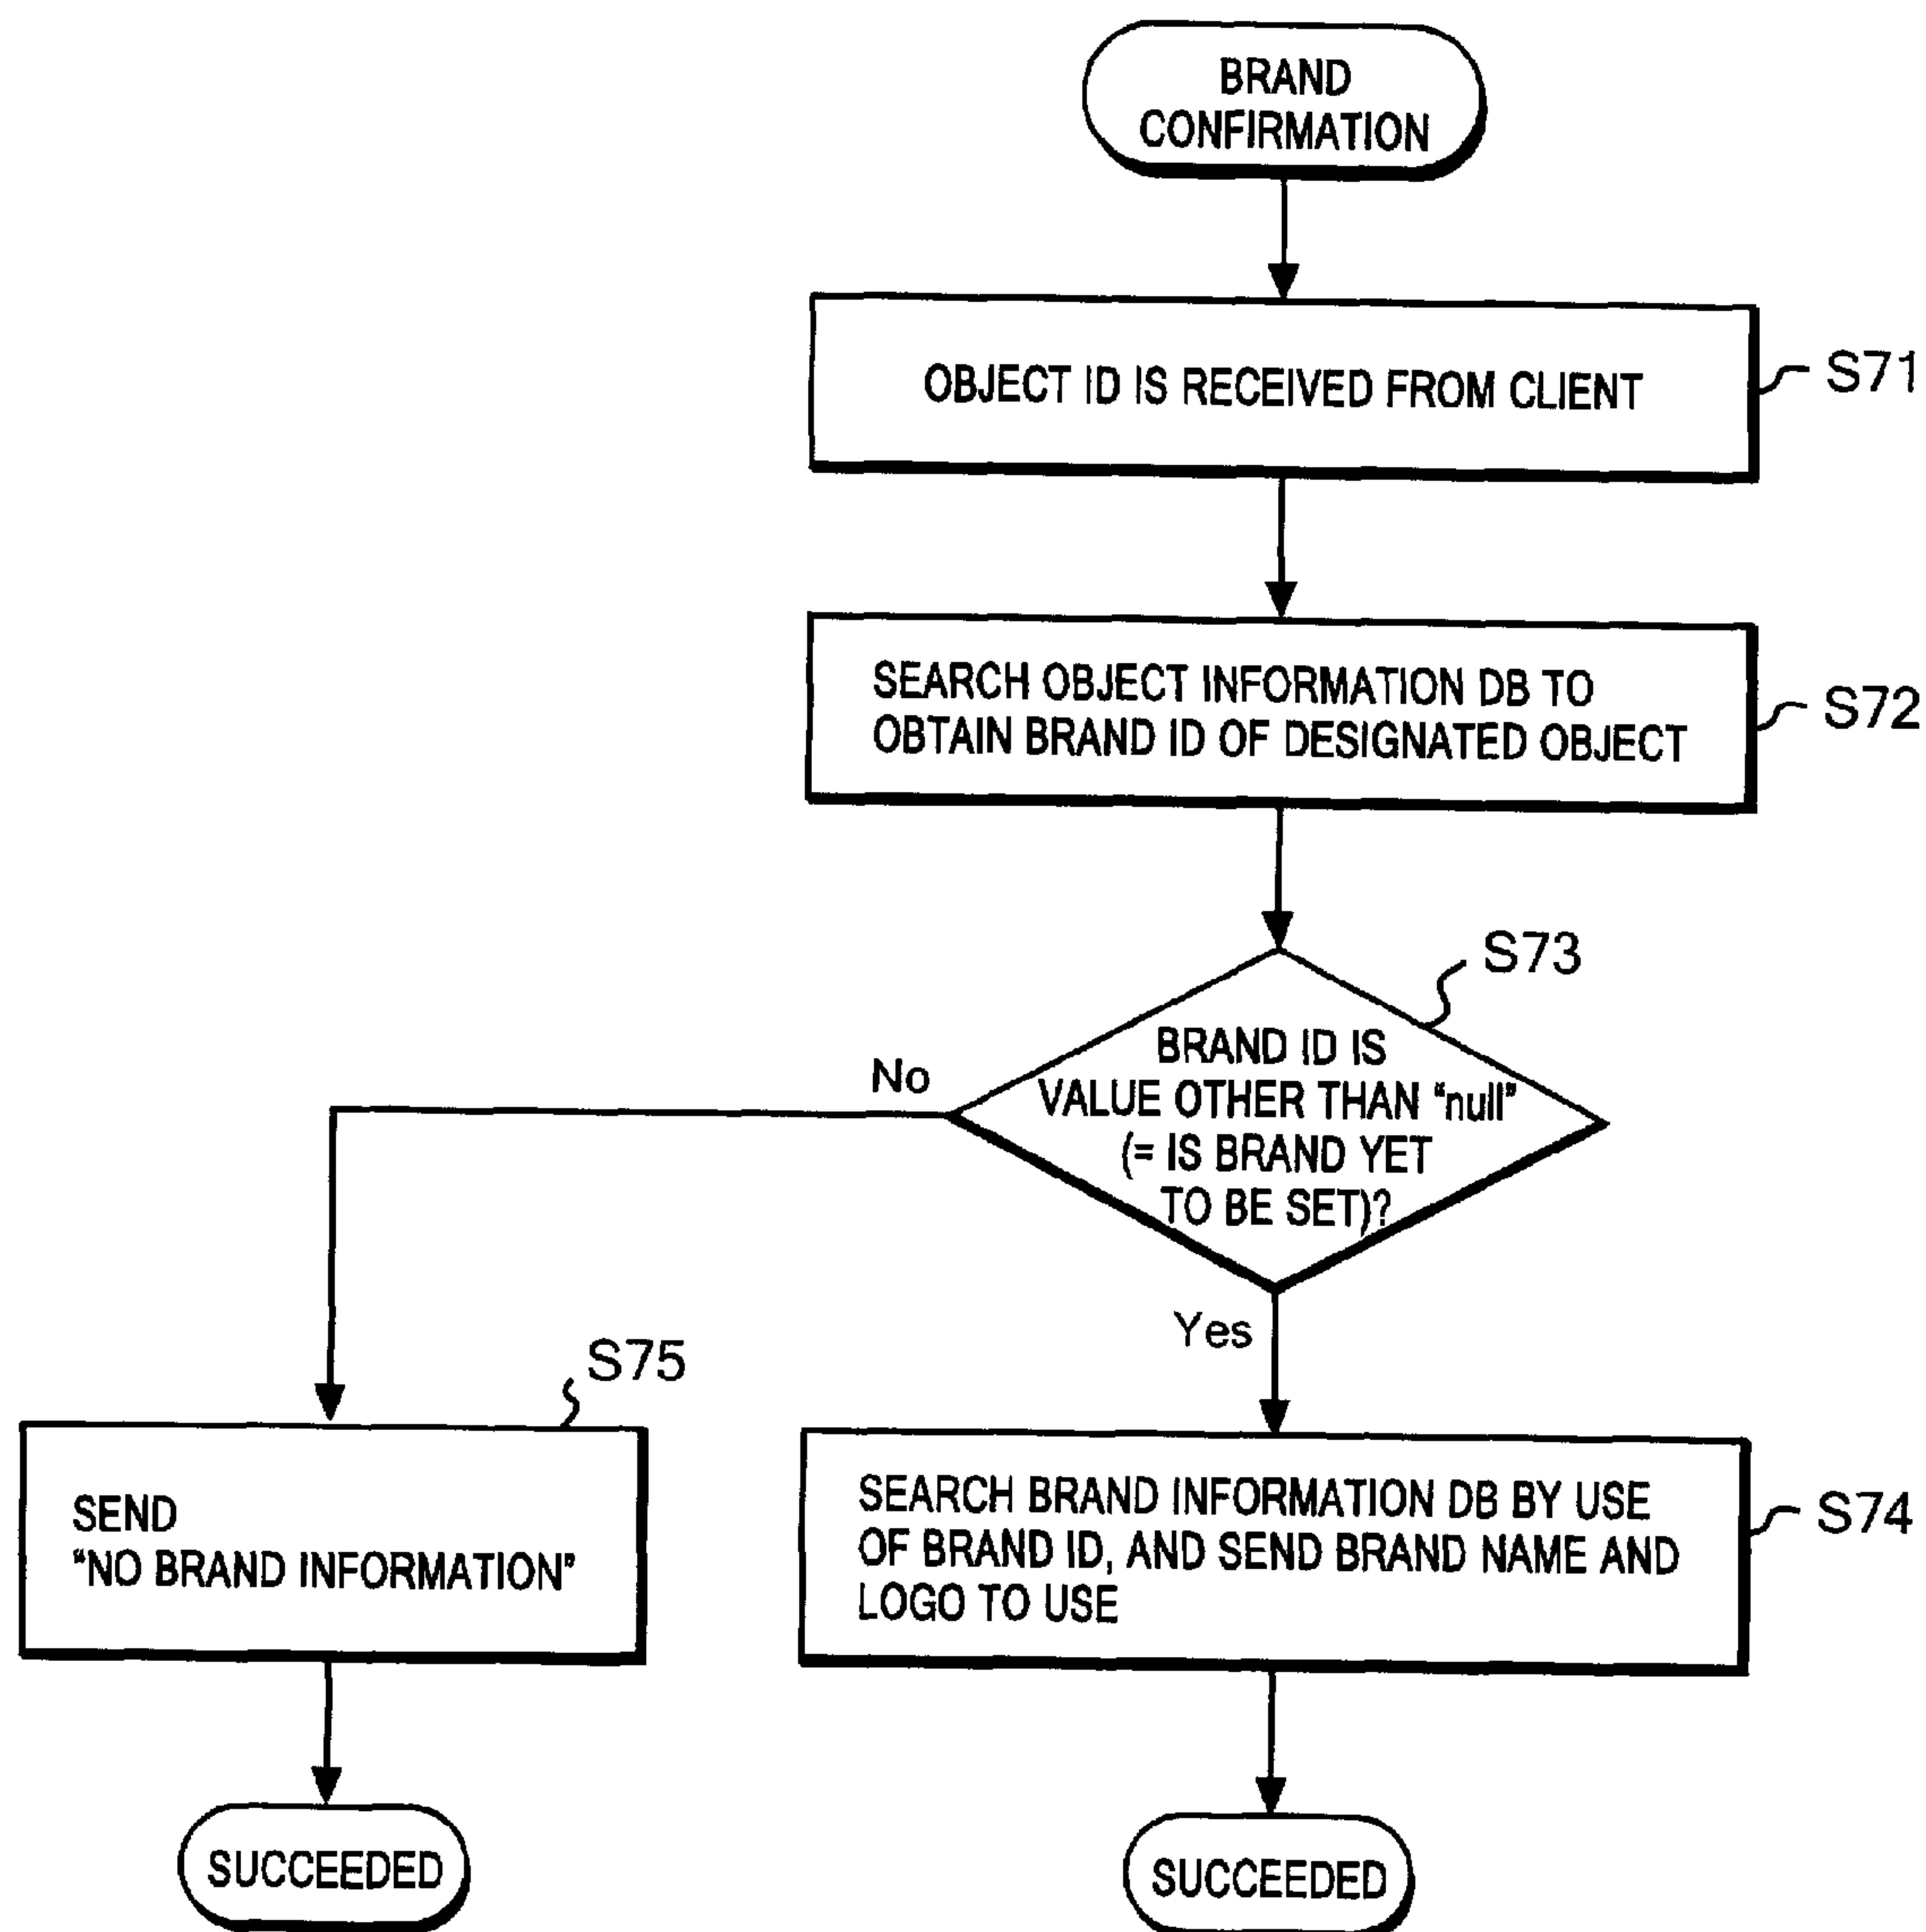 BRAND
CONFIRMATION
OBJECT ID IS RECEIVED FROM CLIENT
S71
SEARCH OBJECT INFORMATION DB TO
OBTAIN BRAND ID OF DESIGNATED OBJECT
S72
S73
BRAND ID IS
VALUE OTHER THAN “null”
(= IS BRAND YET
TO BE SET)?
No
Yes
S75
SEND
“NO BRAND INFORMATION”
SEARCH BRAND INFORMATION DB BY USE
OF BRAND ID, AND SEND BRAND NAME AND
LOGO TO USE
S74
SUCCEEDED
SUCCEEDED